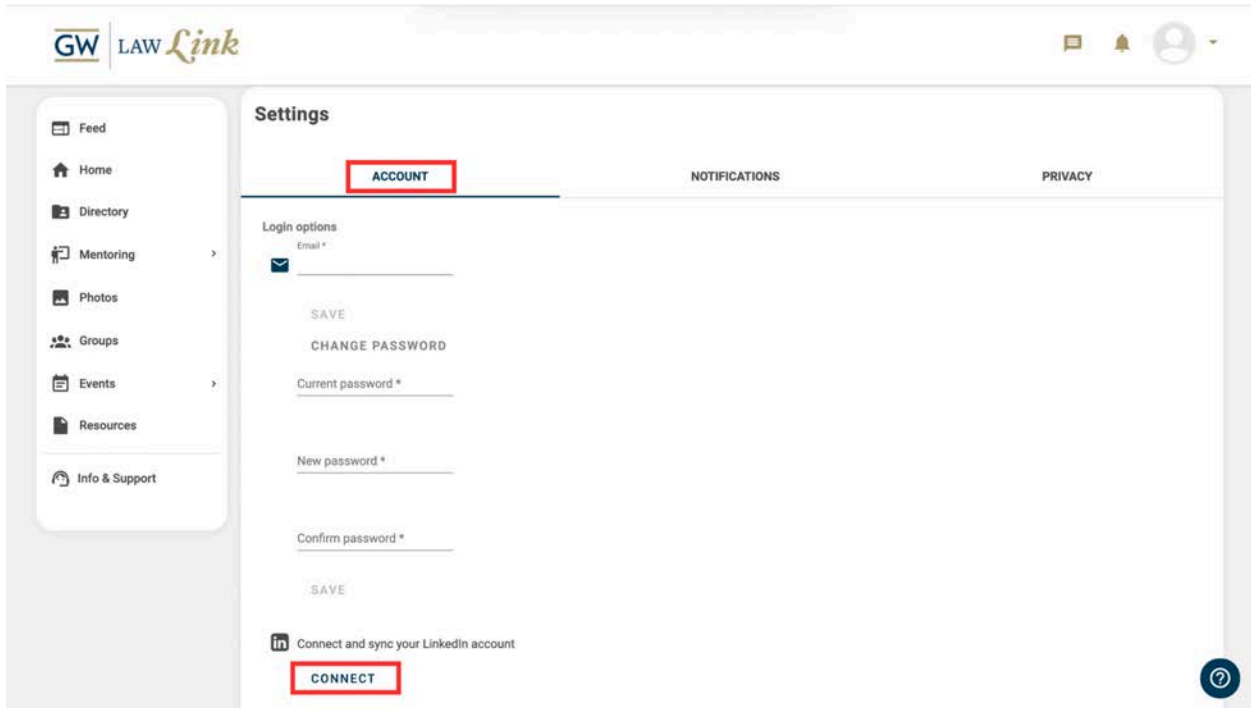 GW LAW Link
Settings
ACCOUNT NOTIFICATIONS PRIVACY
Feed
Home
Directory
Mentoring
Photos
Groups
Events
Resources
Info & Support
Login options
Email *
SAVE
CHANGE PASSWORD
Current password *
New password *
Confirm password *
SAVE
in Connect and sync your LinkedIn account
CONNECT
?